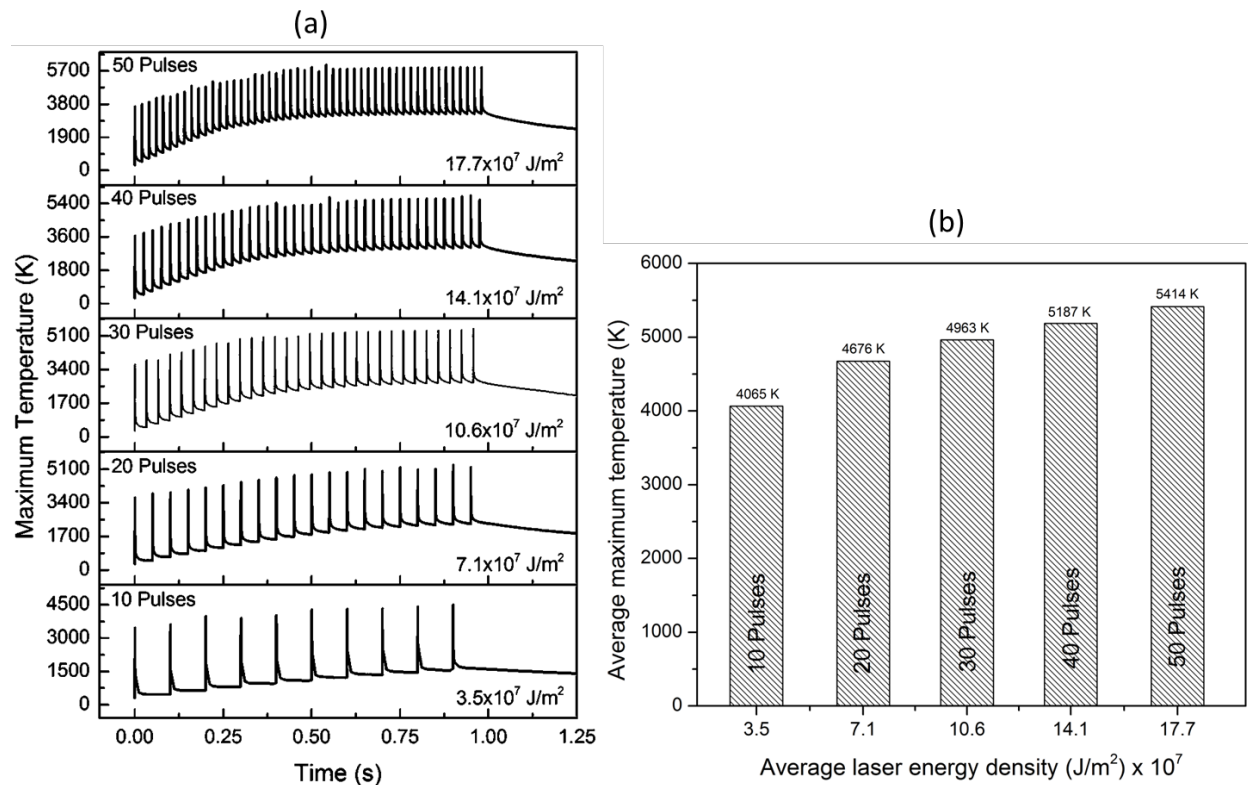 (a)
Maximum Temperature (K)
50 Pulses
5700
3800
1900
0
17.7x10⁷ J/m²
40 Pulses
5400
3600
1800
0
14.1x10⁷ J/m²
30 Pulses
5100
3400
1700
0
10.6x10⁷ J/m²
20 Pulses
5100
3400
1700
0
7.1x10⁷ J/m²
10 Pulses
4500
3000
1500
0
3.5x10⁷ J/m²
0.00 0.25 0.50 0.75 1.00 1.25
Time (s)
(b)
Average maximum temperature (K)
6000
5000
4000
3000
2000
1000
0
4065 K
4676 K
4963 K
5187 K
5414 K
10 Pulses
20 Pulses
30 Pulses
40 Pulses
50 Pulses
3.5 7.1 10.6 14.1 17.7
Average laser energy density (J/m²) x 10⁷